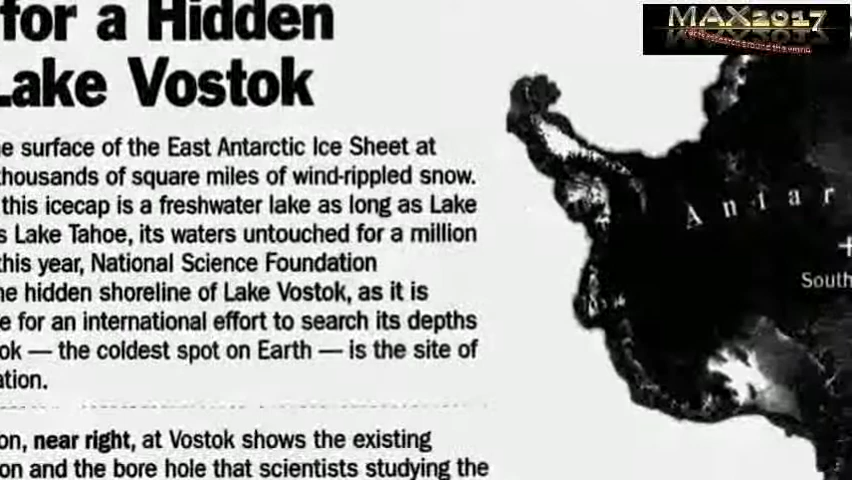 for a Hidden
Lake Vostok
e surface of the East Antarctic Ice Sheet at
thousands of square miles of wind-rippled snow.
this icecap is a freshwater lake as long as Lake
s Lake Tahoe, its waters untouched for a million
this year, National Science Foundation
he hidden shoreline of Lake Vostok, as it is
e for an international effort to search its depths
ok — the coldest spot on Earth — is the site of
ation.
on, near right, at Vostok shows the existing
on and the bore hole that scientists studying the
MAX2017
Antar
South